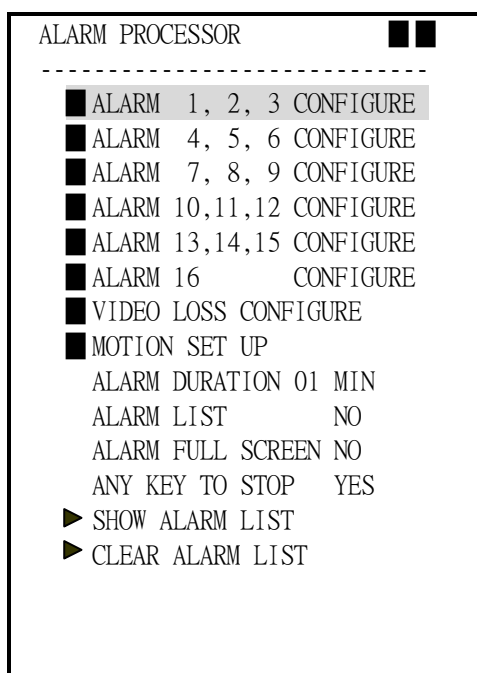 ALARM PROCESSOR
------------------------------
ALARM 1, 2, 3 CONFIGURE
ALARM 4, 5, 6 CONFIGURE
ALARM 7, 8, 9 CONFIGURE
ALARM 10,11,12 CONFIGURE
ALARM 13,14,15 CONFIGURE
ALARM 16 CONFIGURE
VIDEO LOSS CONFIGURE
MOTION SET UP
ALARM DURATION 01 MIN
ALARM LIST NO
ALARM FULL SCREEN NO
ANY KEY TO STOP YES
SHOW ALARM LIST
CLEAR ALARM LIST